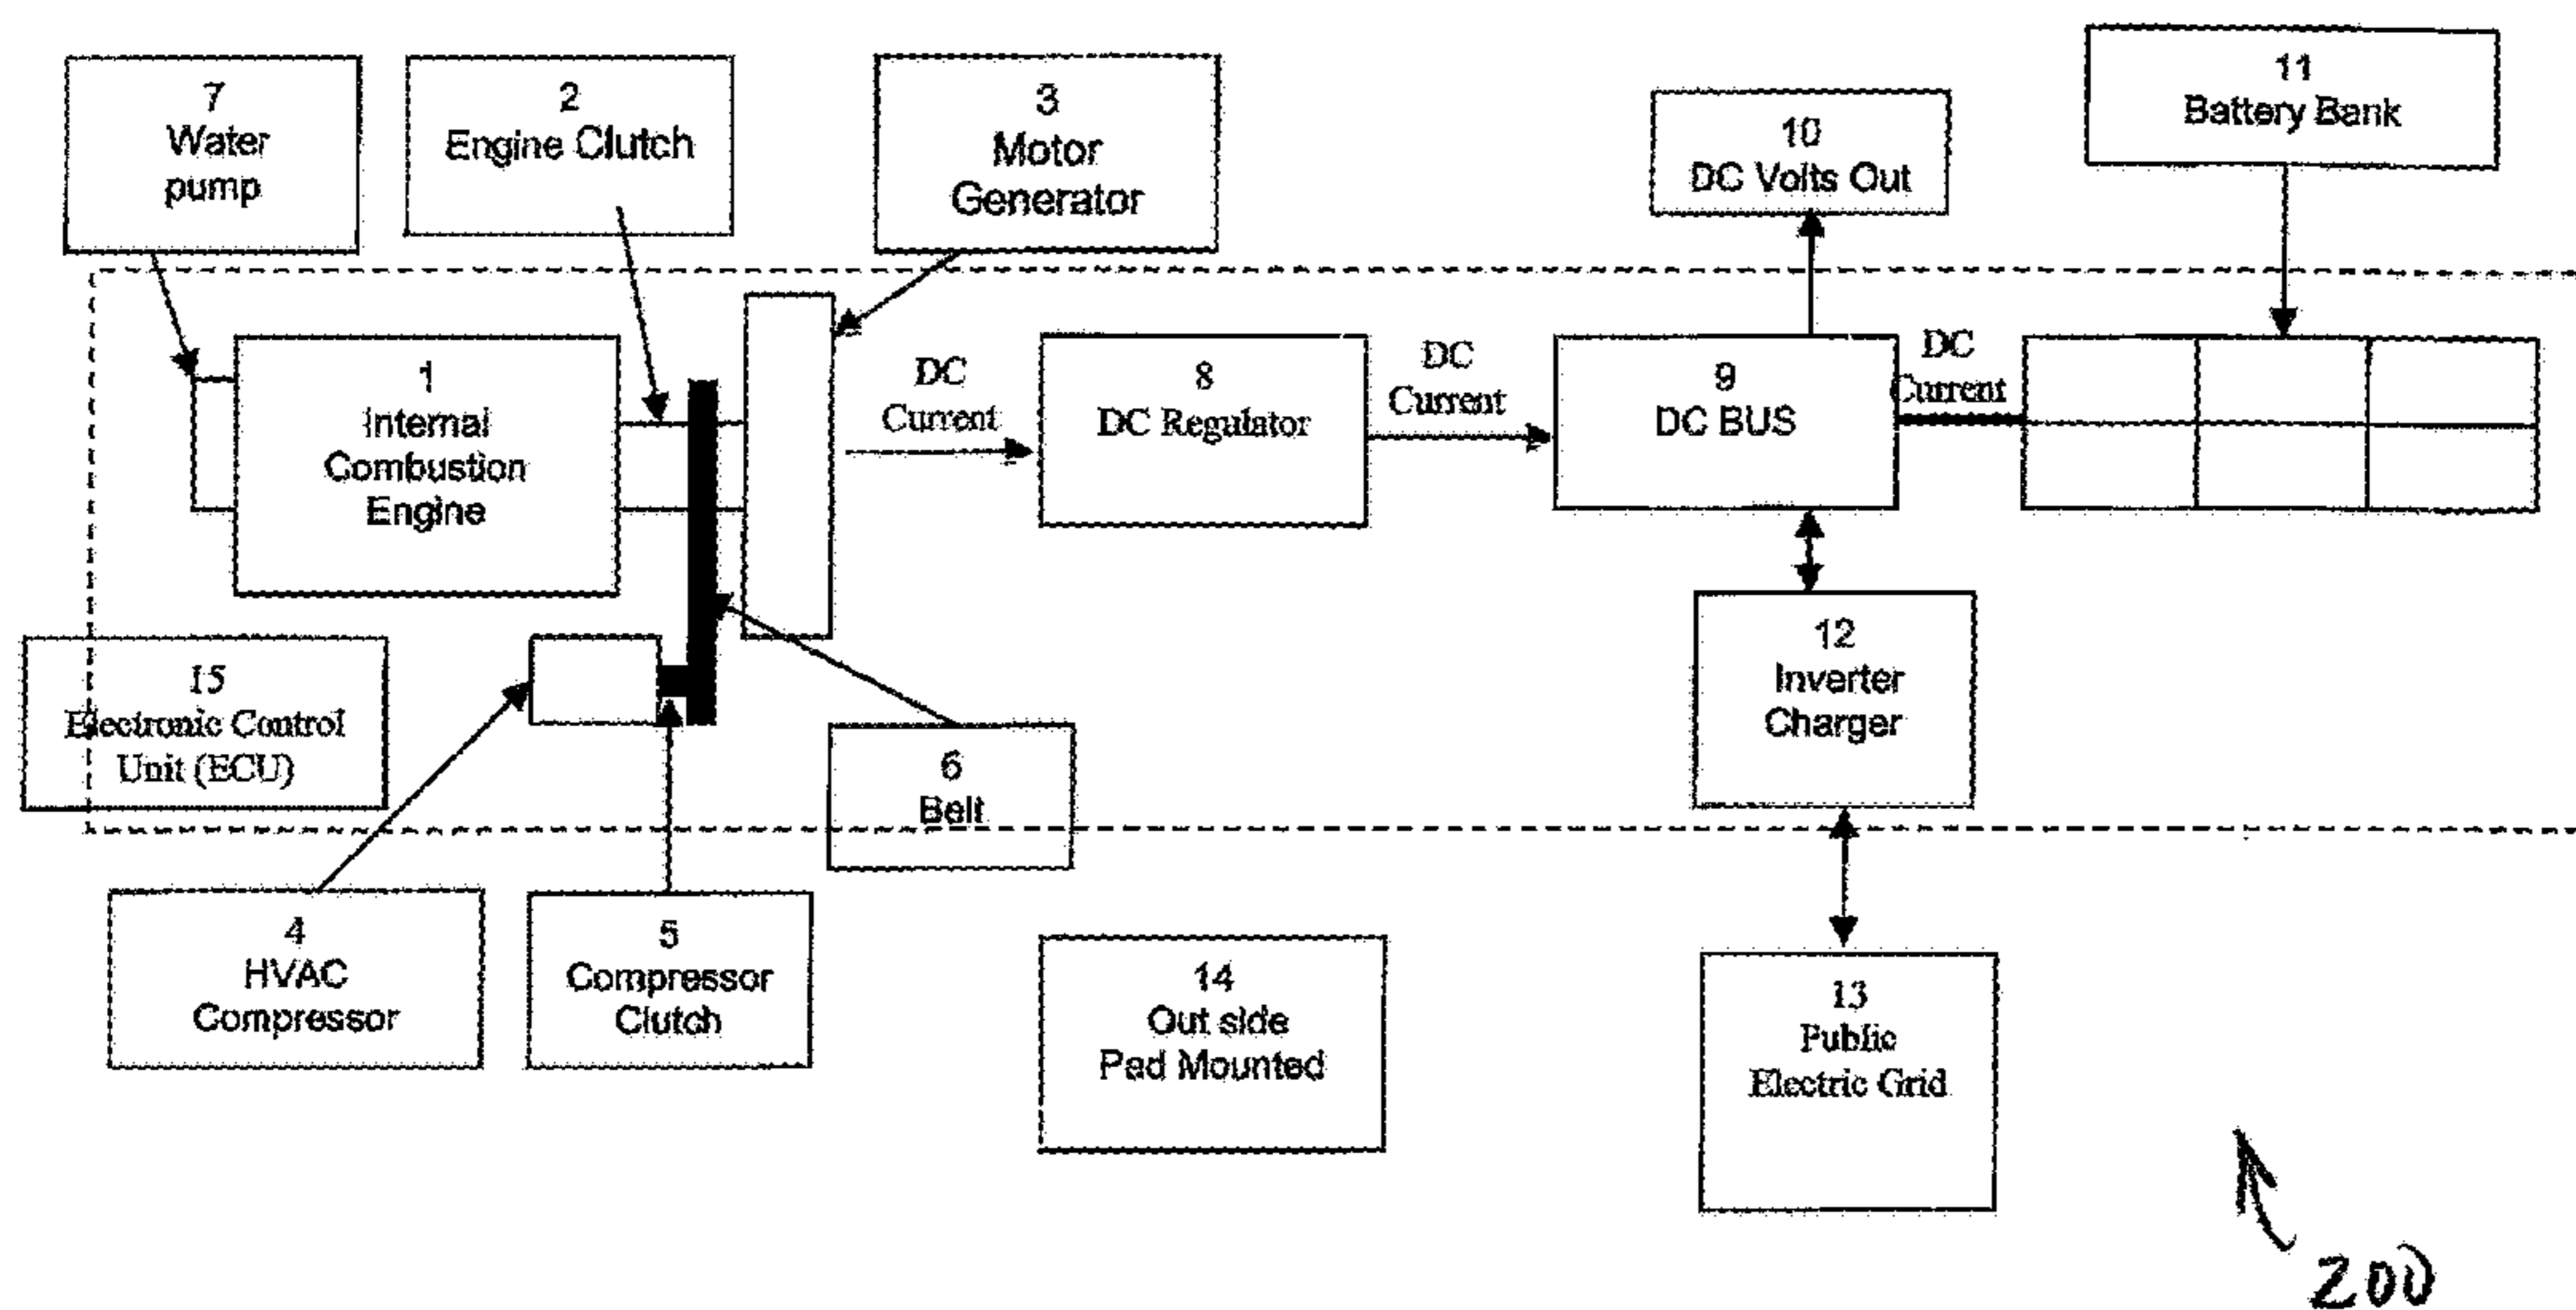 7
Water
pump
2
Engine Clutch
3
Motor
Generator
10
DC Volts Out
11
Battery Bank
1
Internal
Combustion
Engine
DC
Current
8
DC Regulator
DC
Current
9
DC BUS
DC
Current
15
Electronic Control
Unit (ECU)
6
Belt
12
Inverter
Charger
4
HVAC
Compressor
5
Compressor
Clutch
14
Out side
Pad Mounted
13
Public
Electric Grid
200